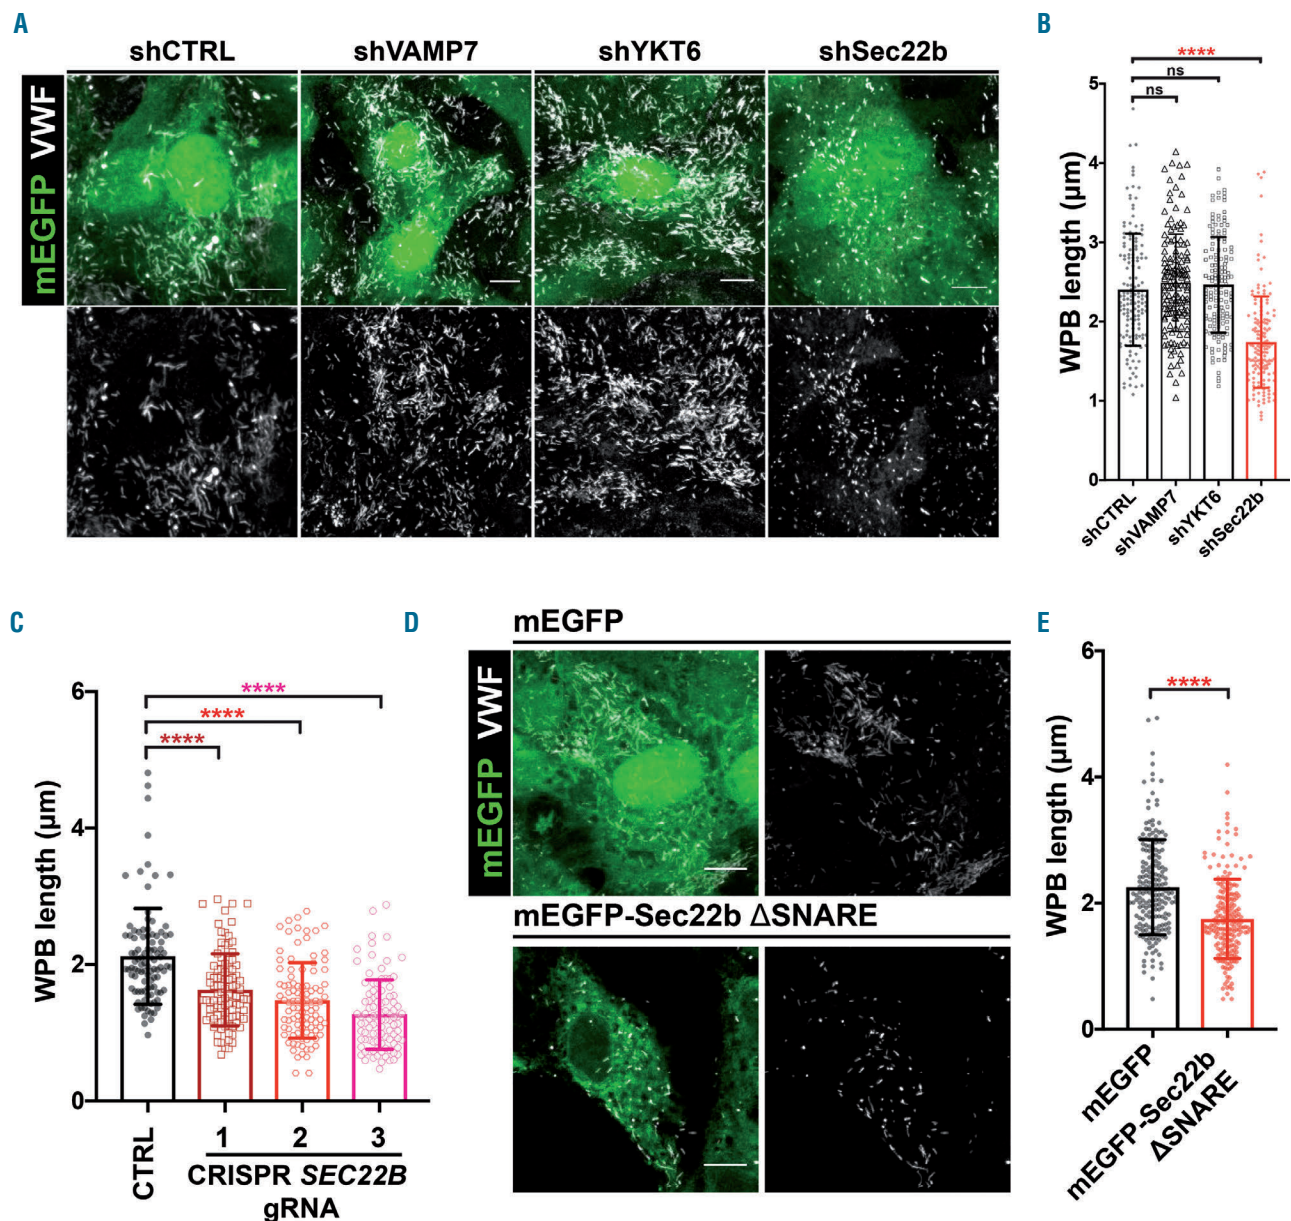 A
shCTRL shVAMP7 shYKT6 shSec22b
mEGFP VWF
B
****
ns
ns
WPB length (µm)
5
4
3
2
1
0
shCTRL
shVAMP7
shYKT6
shSec22b
C
****
****
****
WPB length (µm)
6
4
2
0
CTRL
1 2 3
CRISPR SEC22B
gRNA
D
mEGFP
mEGFP VWF
mEGFP-Sec22b ΔSNARE
E
****
WPB length (µm)
6
4
2
0
mEGFP
mEGFP-Sec22b
ΔSNARE